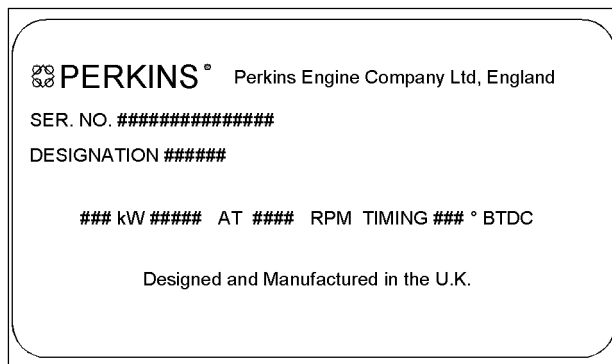 PERKINS® Perkins Engine Company Ltd, England
SER. NO. ###############
DESIGNATION ######
### kW ##### AT #### RPM TIMING ### ° BTDC
Designed and Manufactured in the U.K.